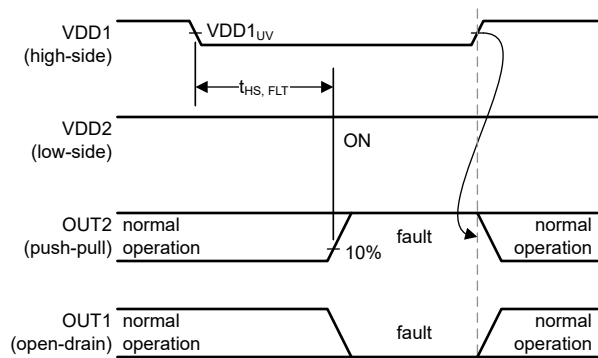 VDD1
(high-side)
VDD1UV
tHS, FLT
VDD2
(low-side)
ON
OUT2
(push-pull)
normal
operation
10%
fault
normal
operation
OUT1
(open-drain)
normal
operation
fault
normal
operation